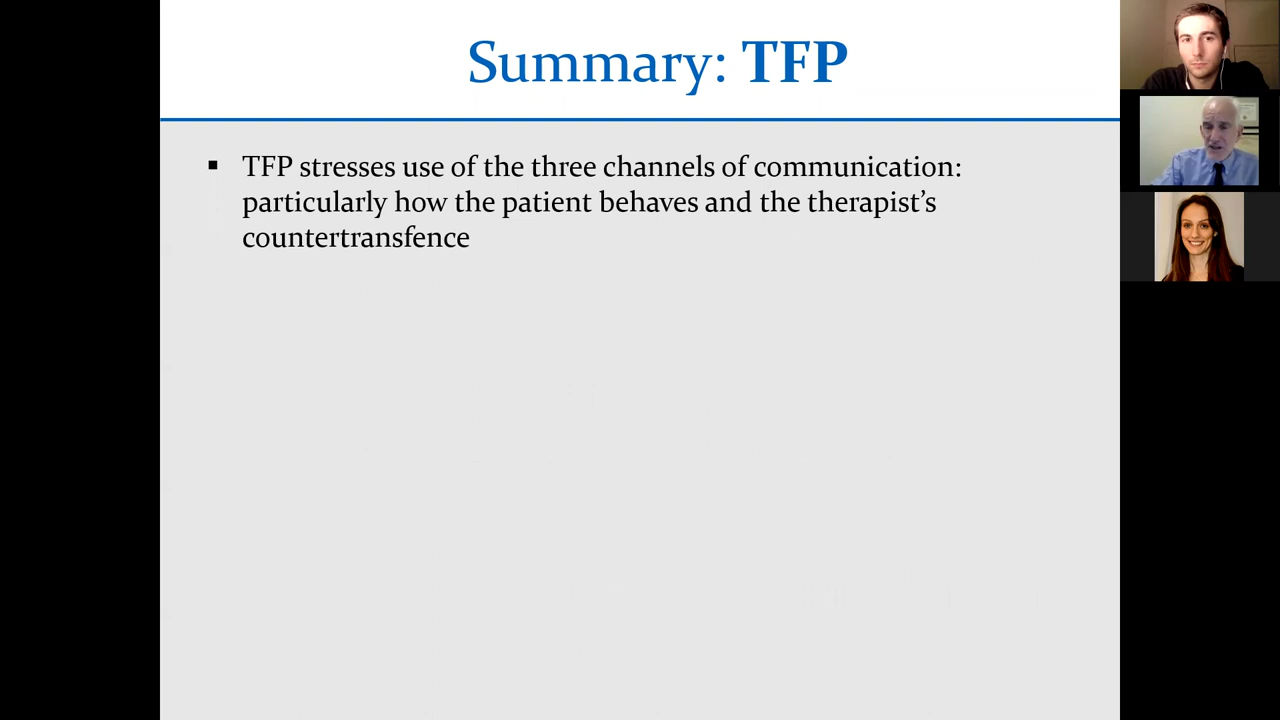 Summary: TFP
▪ TFP stresses use of the three channels of communication:
particularly how the patient behaves and the therapist’s
countertransfence